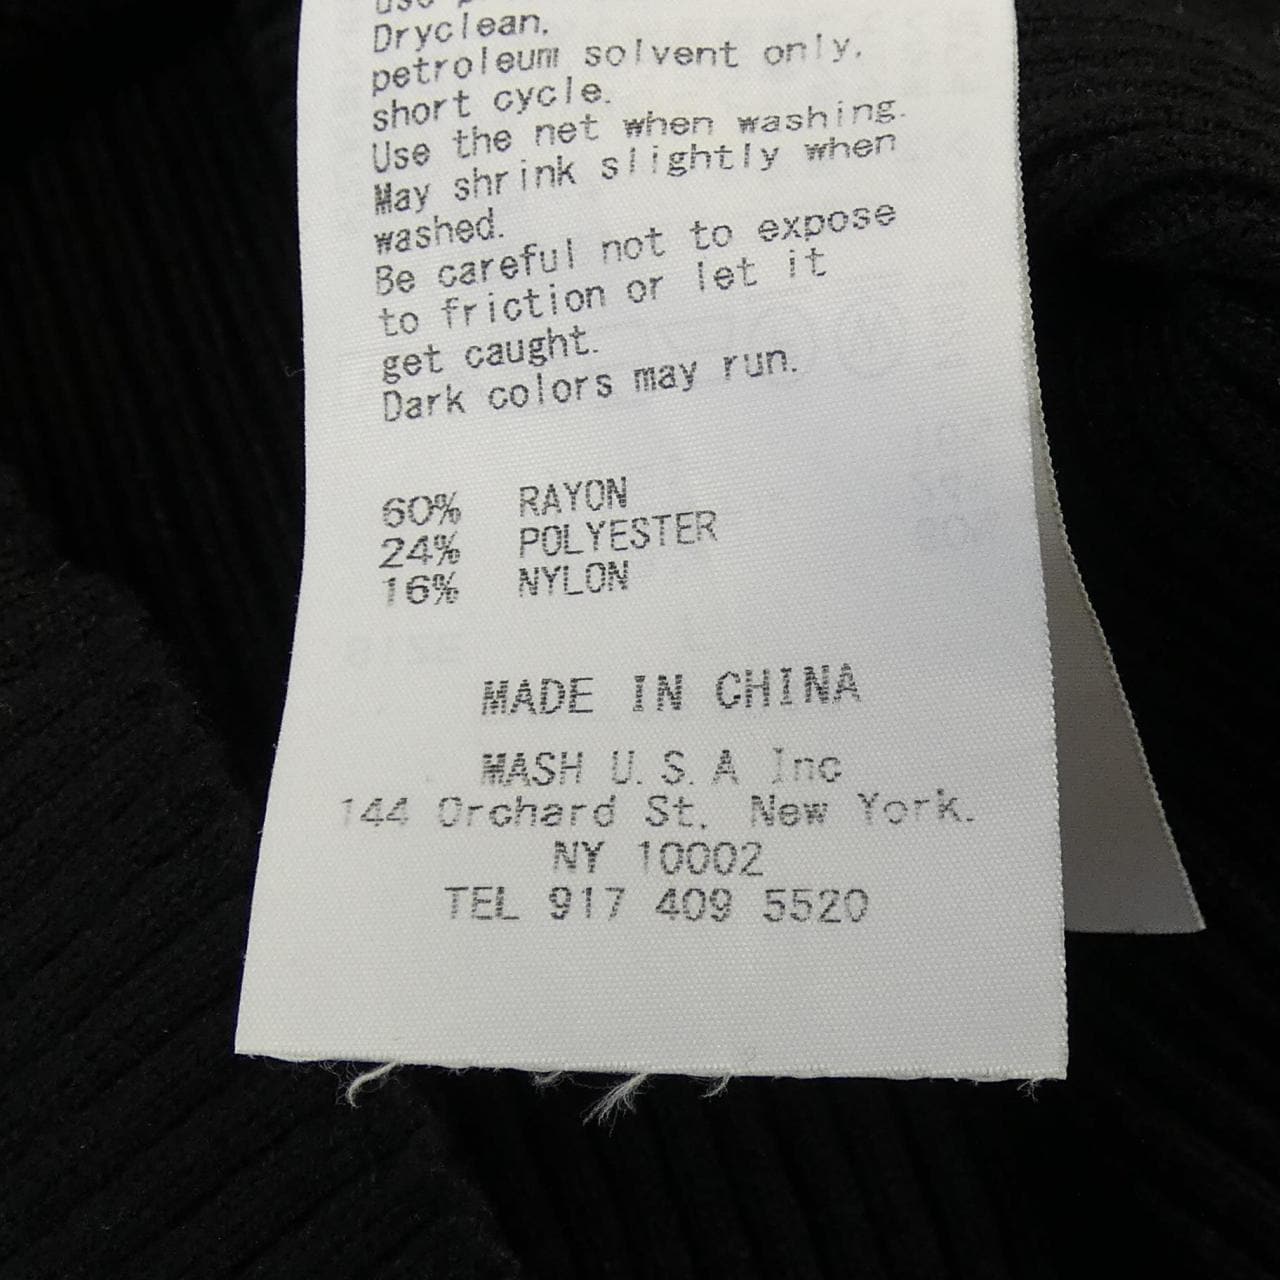 use
Dryclean.
petroleum solvent only,
short cycle.
Use the net when washing.
May shrink slightly when
washed.
Be careful not to expose
to friction or let it
get caught.
Dark colors may run.
60% RAYON
24% POLYESTER
16% NYLON
MADE IN CHINA
MASH U.S.A Inc
144 Orchard St, New York.
NY 10002
TEL 917 409 5520